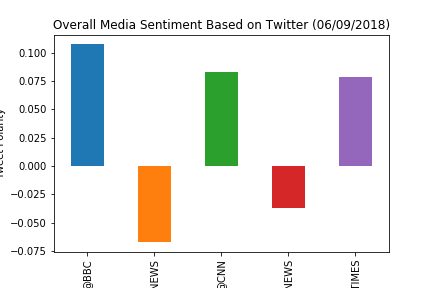 Overall Media Sentiment Based on Twitter (06/09/2018)
0.100
0.075
0.050
0.025
0.000
−0.025
−0.050
−0.075
Polarity
@BBC
NEWS
@CNN
NEWS
TIMES